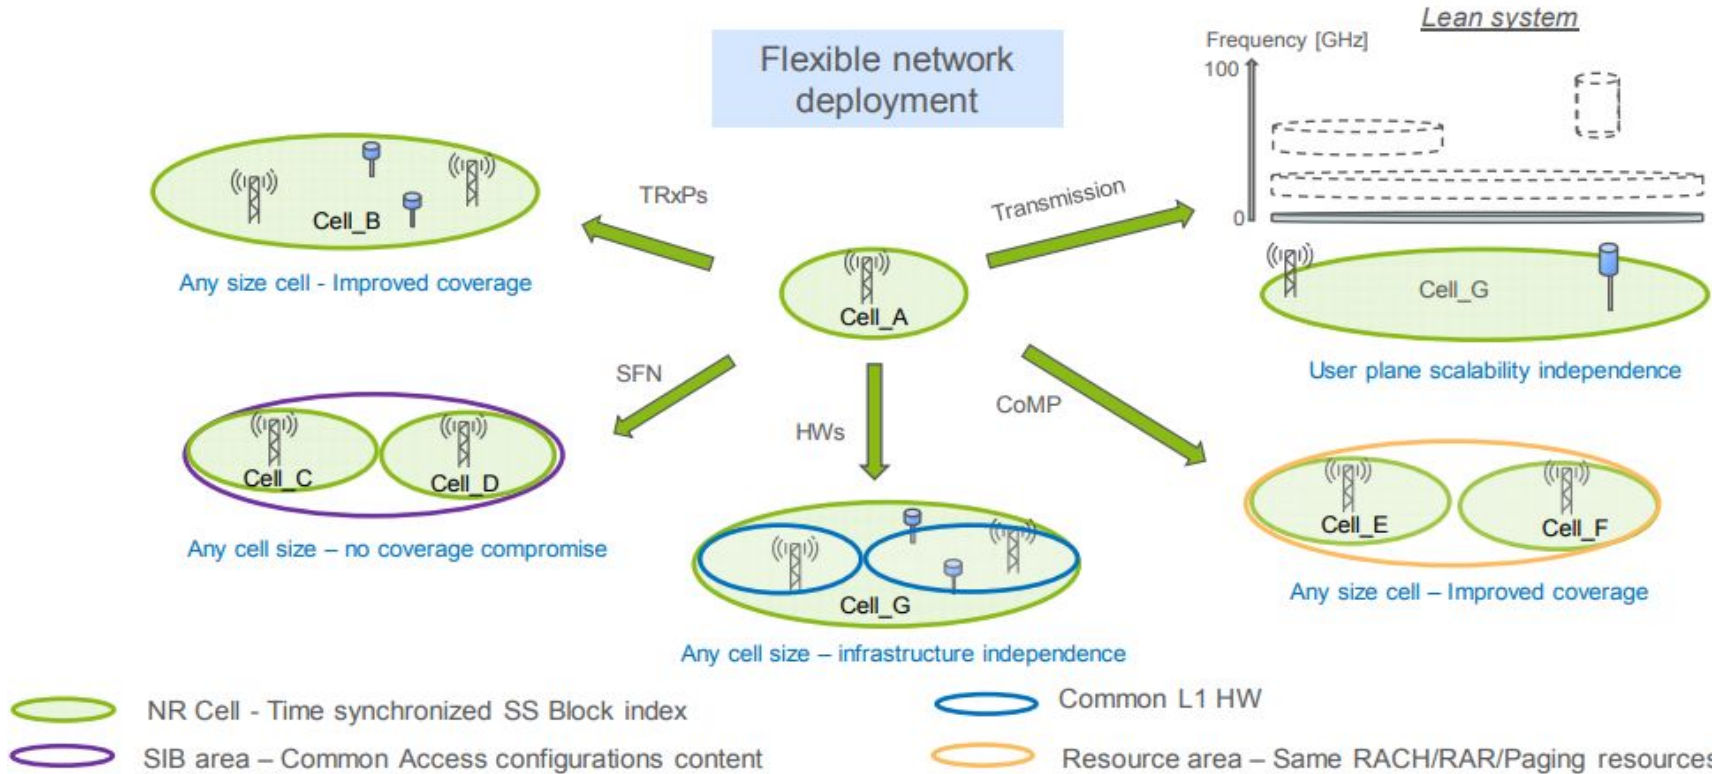 Lean system
Flexible network
deployment
Frequency [GHz]
100
0
TRxPs
Transmission
Cell_B
Any size cell - Improved coverage
Cell_A
Cell_G
User plane scalability independence
SFN
HWs
CoMP
Cell_C
Cell_D
Any cell size – no coverage compromise
Cell_E
Cell_F
Any size cell – Improved coverage
Cell_G
Any cell size – infrastructure independence
NR Cell - Time synchronized SS Block index
Common L1 HW
SIB area – Common Access configurations content
Resource area – Same RACH/RAR/Paging resources